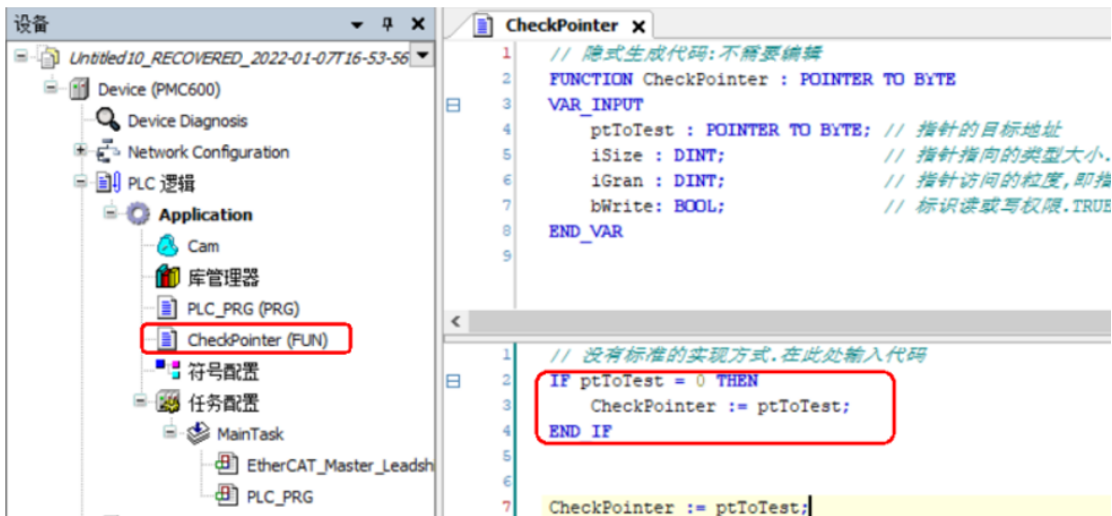 设备
Untitled10_RECOVERED_2022-01-07T16-53-56
Device (PMC600)
Device Diagnosis
Network Configuration
PLC 逻辑
Application
Cam
库管理器
PLC_PRG (PRG)
CheckPointer (FUN)
符号配置
任务配置
MainTask
EtherCAT_Master_Leadsh
PLC_PRG
CheckPointer
1 // 隐式生成代码:不需要编辑
2 FUNCTION CheckPointer : POINTER TO BYTE
3 VAR_INPUT
4 ptToTest : POINTER TO BYTE; // 指针的目标地址
5 iSize : DINT; // 指针指向的类型大小.
6 iGran : DINT; // 指针访问的粒度,即指
7 bWrite: BOOL; // 标识读或写权限.TRUE
8 END_VAR
9
1 // 没有标准的实现方式.在此处输入代码
2 IF ptToTest = 0 THEN
3 CheckPointer := ptToTest;
4 END_IF
5
6
7 CheckPointer := ptToTest;